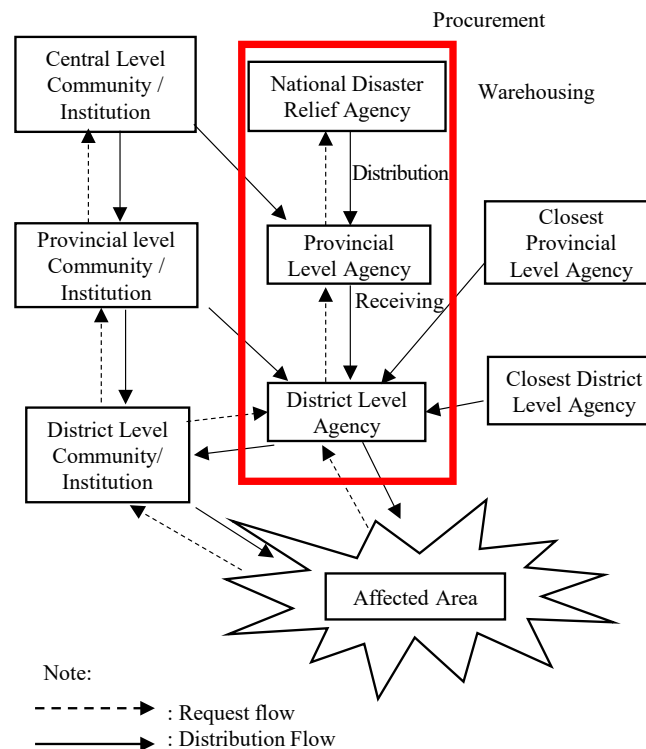 Procurement
Central Level
Community /
Institution
National Disaster
Relief Agency
Warehousing
Distribution
Provincial level
Community /
Institution
Provincial
Level Agency
Closest
Provincial
Level Agency
Receiving
District Level
Community/
Institution
District Level
Agency
Closest District
Level Agency
Affected Area
Note:
: Request flow
: Distribution Flow